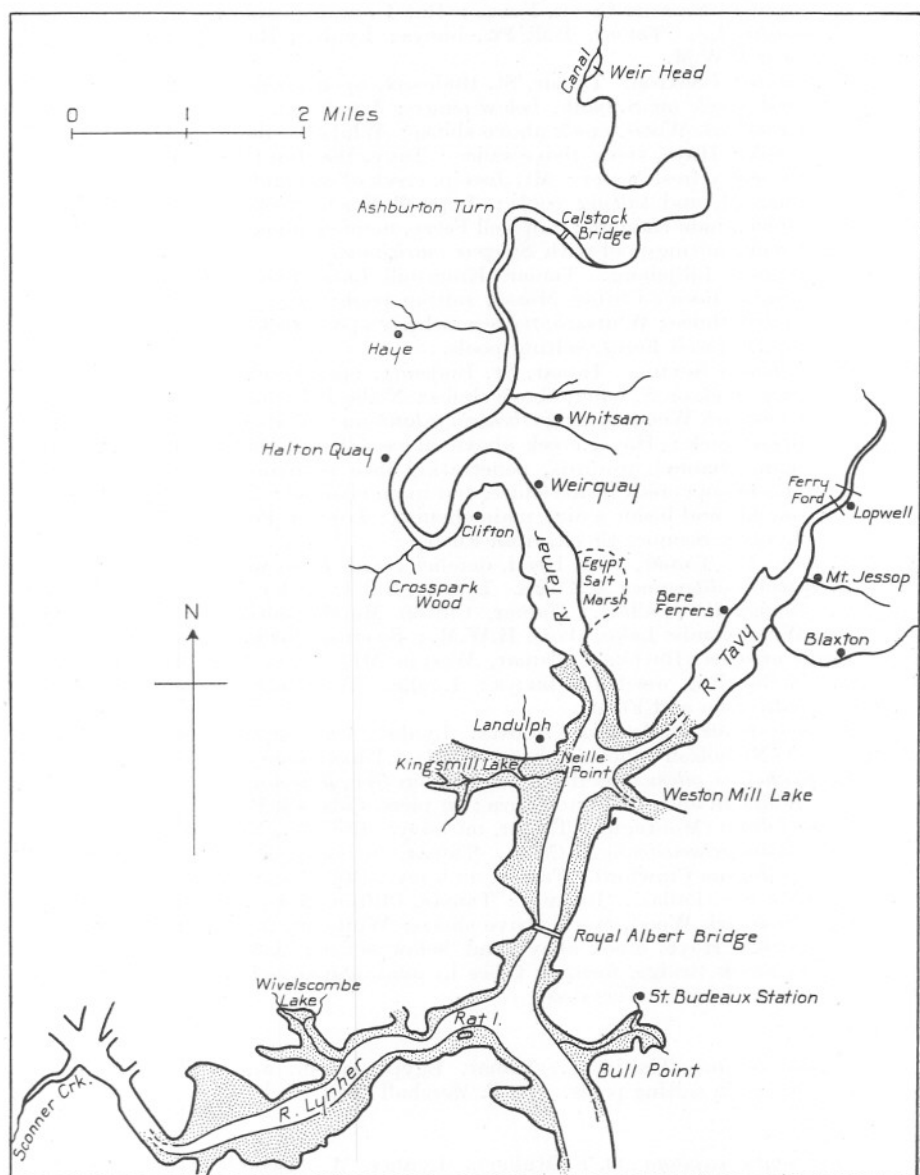 Canal
Weir Head
0 1 2 Miles
Ashburton Turn
Calstock
Bridge
Haye
Whitsam
Halton Quay
Weirquay
Ferry
Ford
Lopwell
Clifton
Egypt
Salt
Marsh
R. Tamar
Crosspark
Wood
Mt. Jessop
Bere
Ferrers
Blaxton
N
R. Tavy
Landulph
Kingsmill Lake
Neille
Point
Weston Mill Lake
Royal Albert Bridge
Wivelscombe
Lake
St. Budeaux Station
Rat I.
Bull Point
R. Lynher
Sconner Crk.